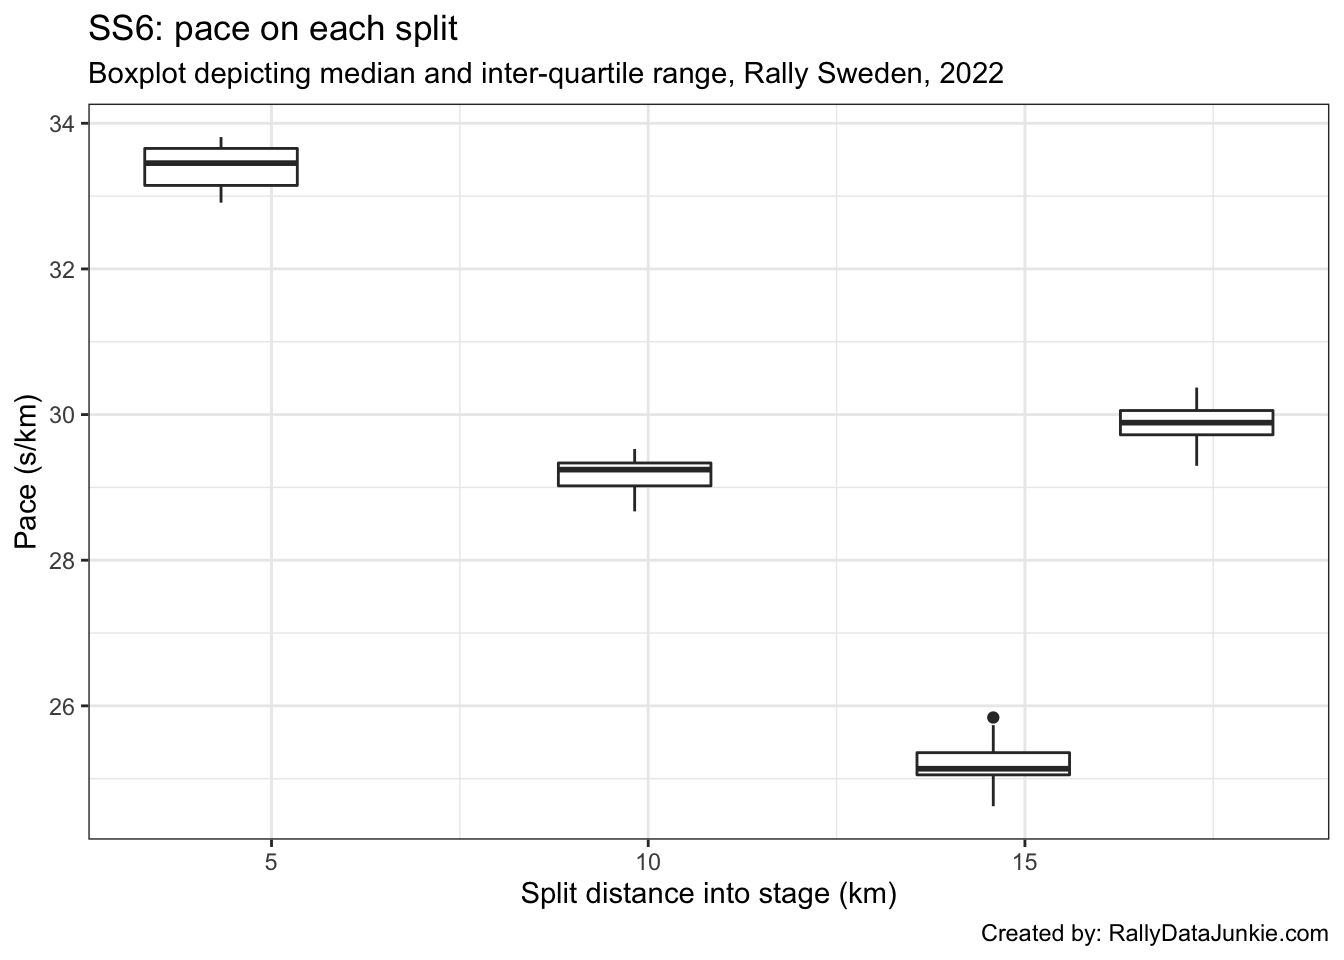 SS6: pace on each split
Boxplot depicting median and inter-quartile range, Rally Sweden, 2022
34
32
30
28
26
Pace (s/km)
5 10 15
Split distance into stage (km)
Created by: RallyDataJunkie.com